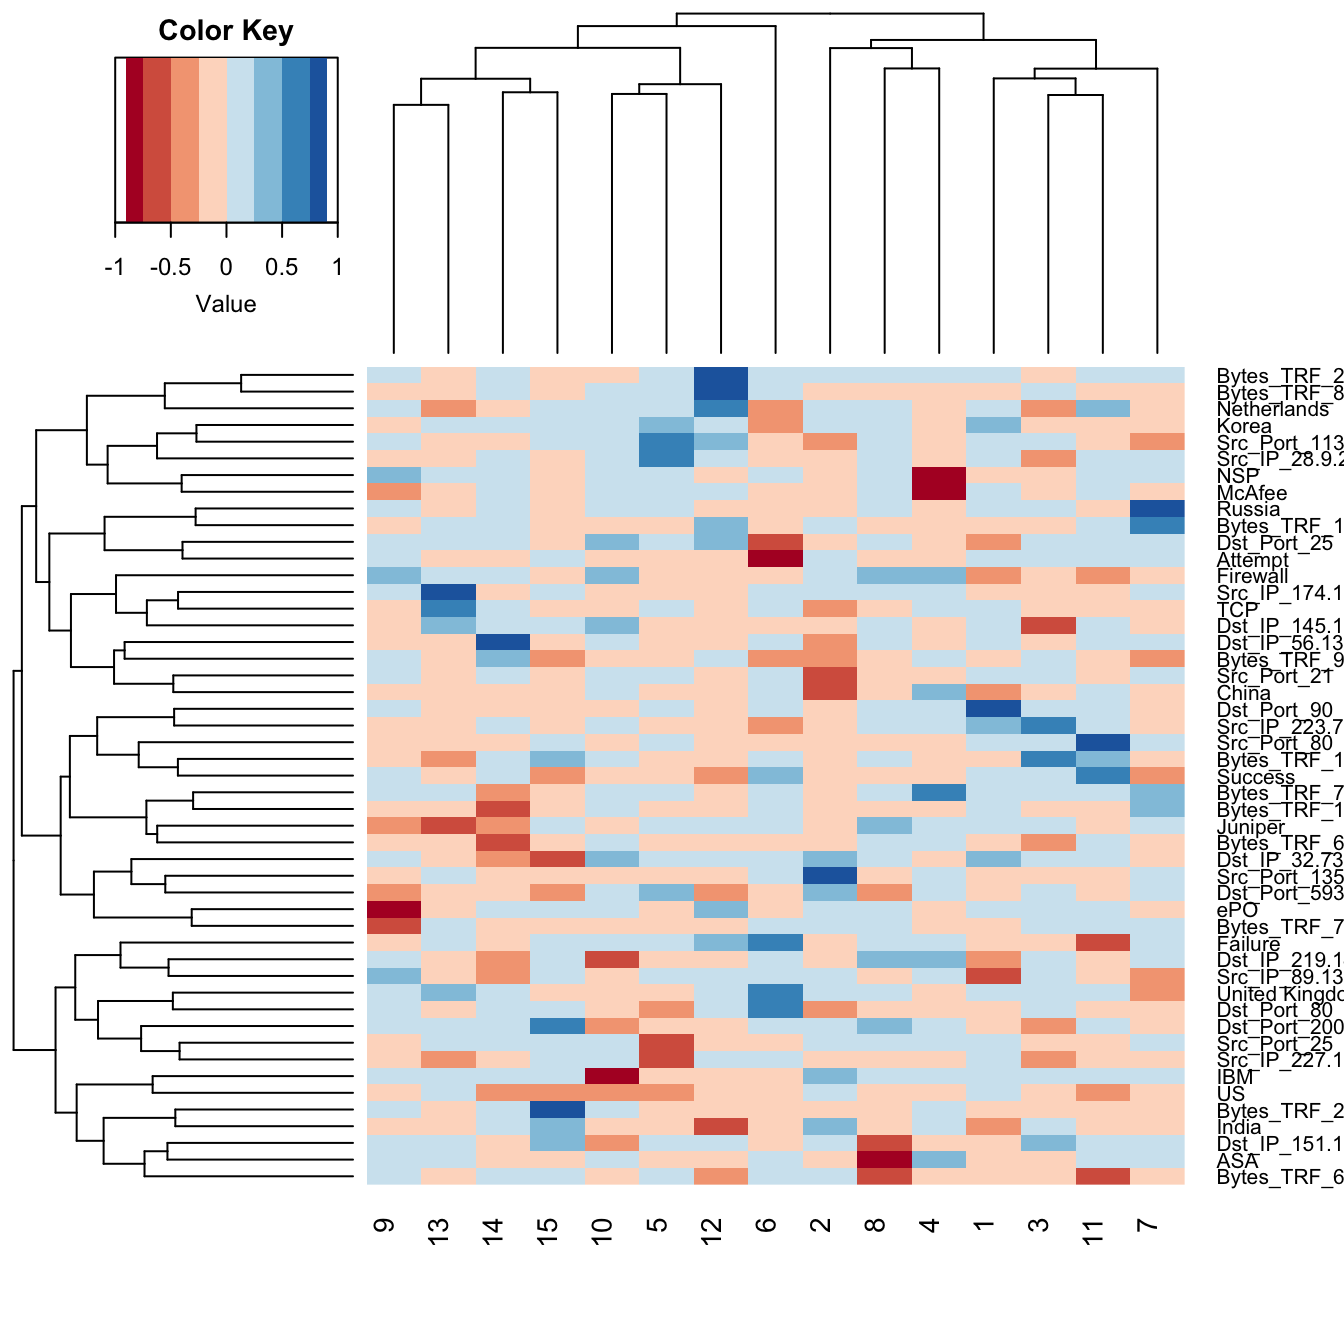 Color Key
-1 -0.5 0 0.5 1
Value
Bytes_TRF_2
Bytes_TRF_8
Netherlands
Korea
Src_Port_113
Src_IP_28.9.2
NSP
McAfee
Russia
Bytes_TRF_1
Dst_Port_25
Attempt
Firewall
Src_IP_174.1
TCP
Dst_IP_145.1
Dst_IP_56.13
Bytes_TRF_9
Src_Port_21
China
Dst_Port_90
Src_IP_223.7
Src_Port_80
Bytes_TRF_1
Success
Bytes_TRF_7
Bytes_TRF_1
Juniper
Bytes_TRF_6
Dst_IP_32.73
Src_Port_135
Dst_Port_593
ePO
Bytes_TRF_7
Failure
Dst_IP_219.1
Src_IP_89.13
United Kingdo
Dst_Port_80
Dst_Port_200
Src_Port_25
Src_IP_227.1
IBM
US
Bytes_TRF_2
India
Dst_IP_151.1
ASA
Bytes_TRF_6
9 13 14 15 10 5 12 6 2 8 4 1 3 11 7